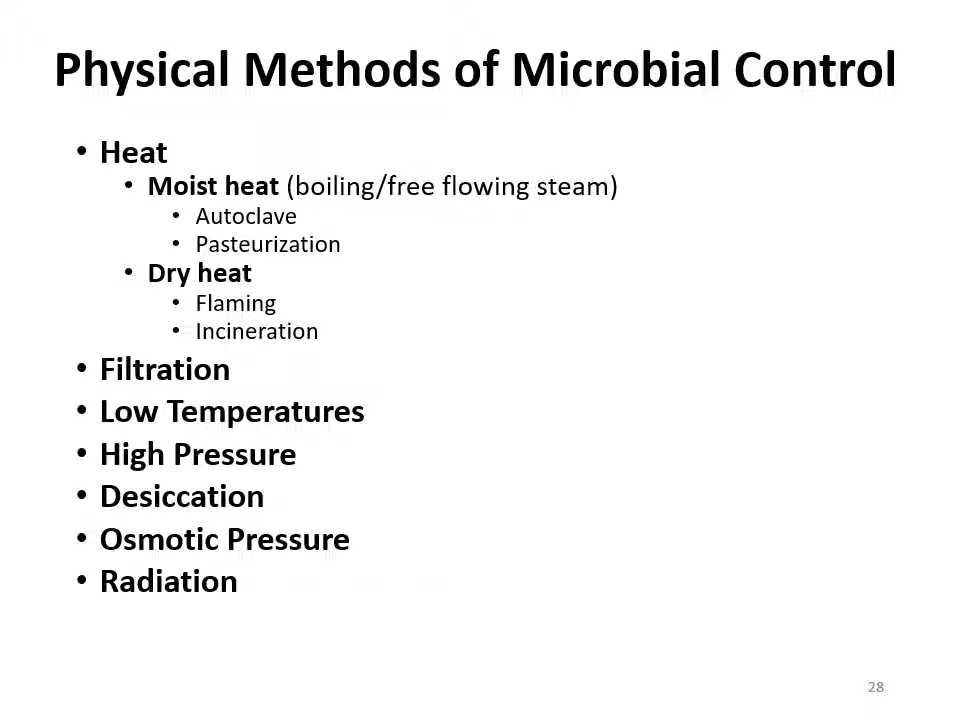 Physical Methods of Microbial Control
• Heat
• Moist heat (boiling/free flowing steam)
• Autoclave
• Pasteurization
• Dry heat
• Flaming
• Incineration
• Filtration
• Low Temperatures
• High Pressure
• Desiccation
• Osmotic Pressure
• Radiation
28